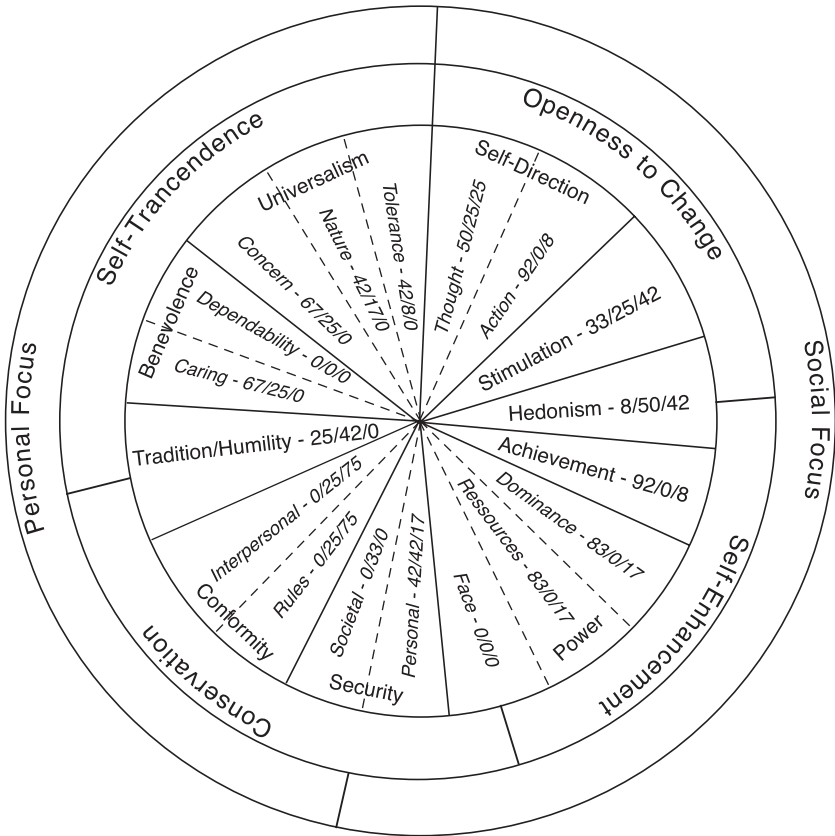 Openness to Change
Social Focus
Self-Enhancement
Conservation
Personal Focus
Self-Trancendence
Self-Direction
Thought - 50/25/25
Action - 92/0/8
Stimulation - 33/25/42
Hedonism - 8/50/42
Achievement - 92/0/8
Dominance - 83/0/17
Ressources - 83/0/17
Power
Face - 0/0/0
Personal - 42/42/17
Societal - 0/33/0
Security
Rules - 0/25/75
Interpersonal - 0/25/75
Conformity
Tradition/Humility - 25/42/0
Caring - 67/25/0
Dependability - 0/0/0
Benevolence
Concern - 67/25/0
Nature - 42/17/0
Tolerance - 42/8/0
Universalism